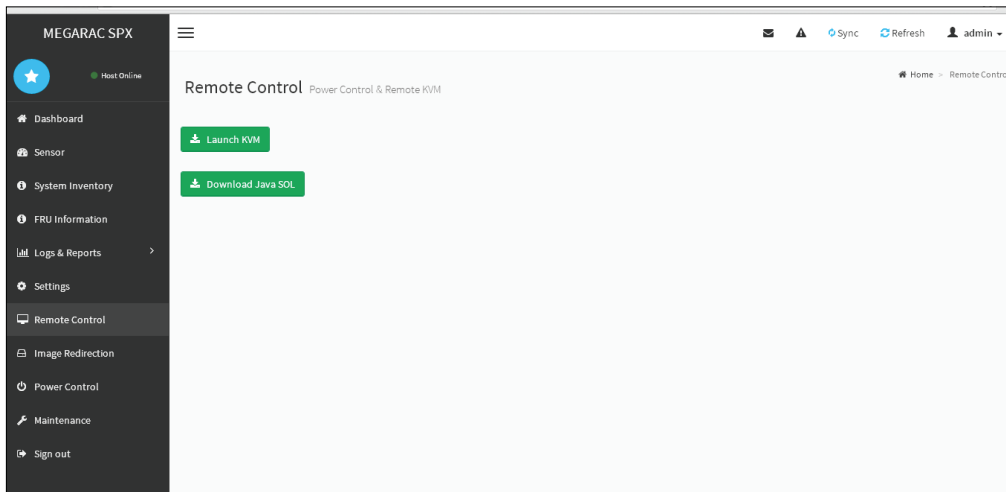 MEGARAC SPX
Sync Refresh admin
Host Online
Home > Remote Contro
Remote Control Power Control & Remote KVM
Dashboard
Launch KVM
Sensor
Download Java SOL
System Inventory
FRU Information
Logs & Reports >
Settings
Remote Control
Image Redirection
Power Control
Maintenance
Sign out